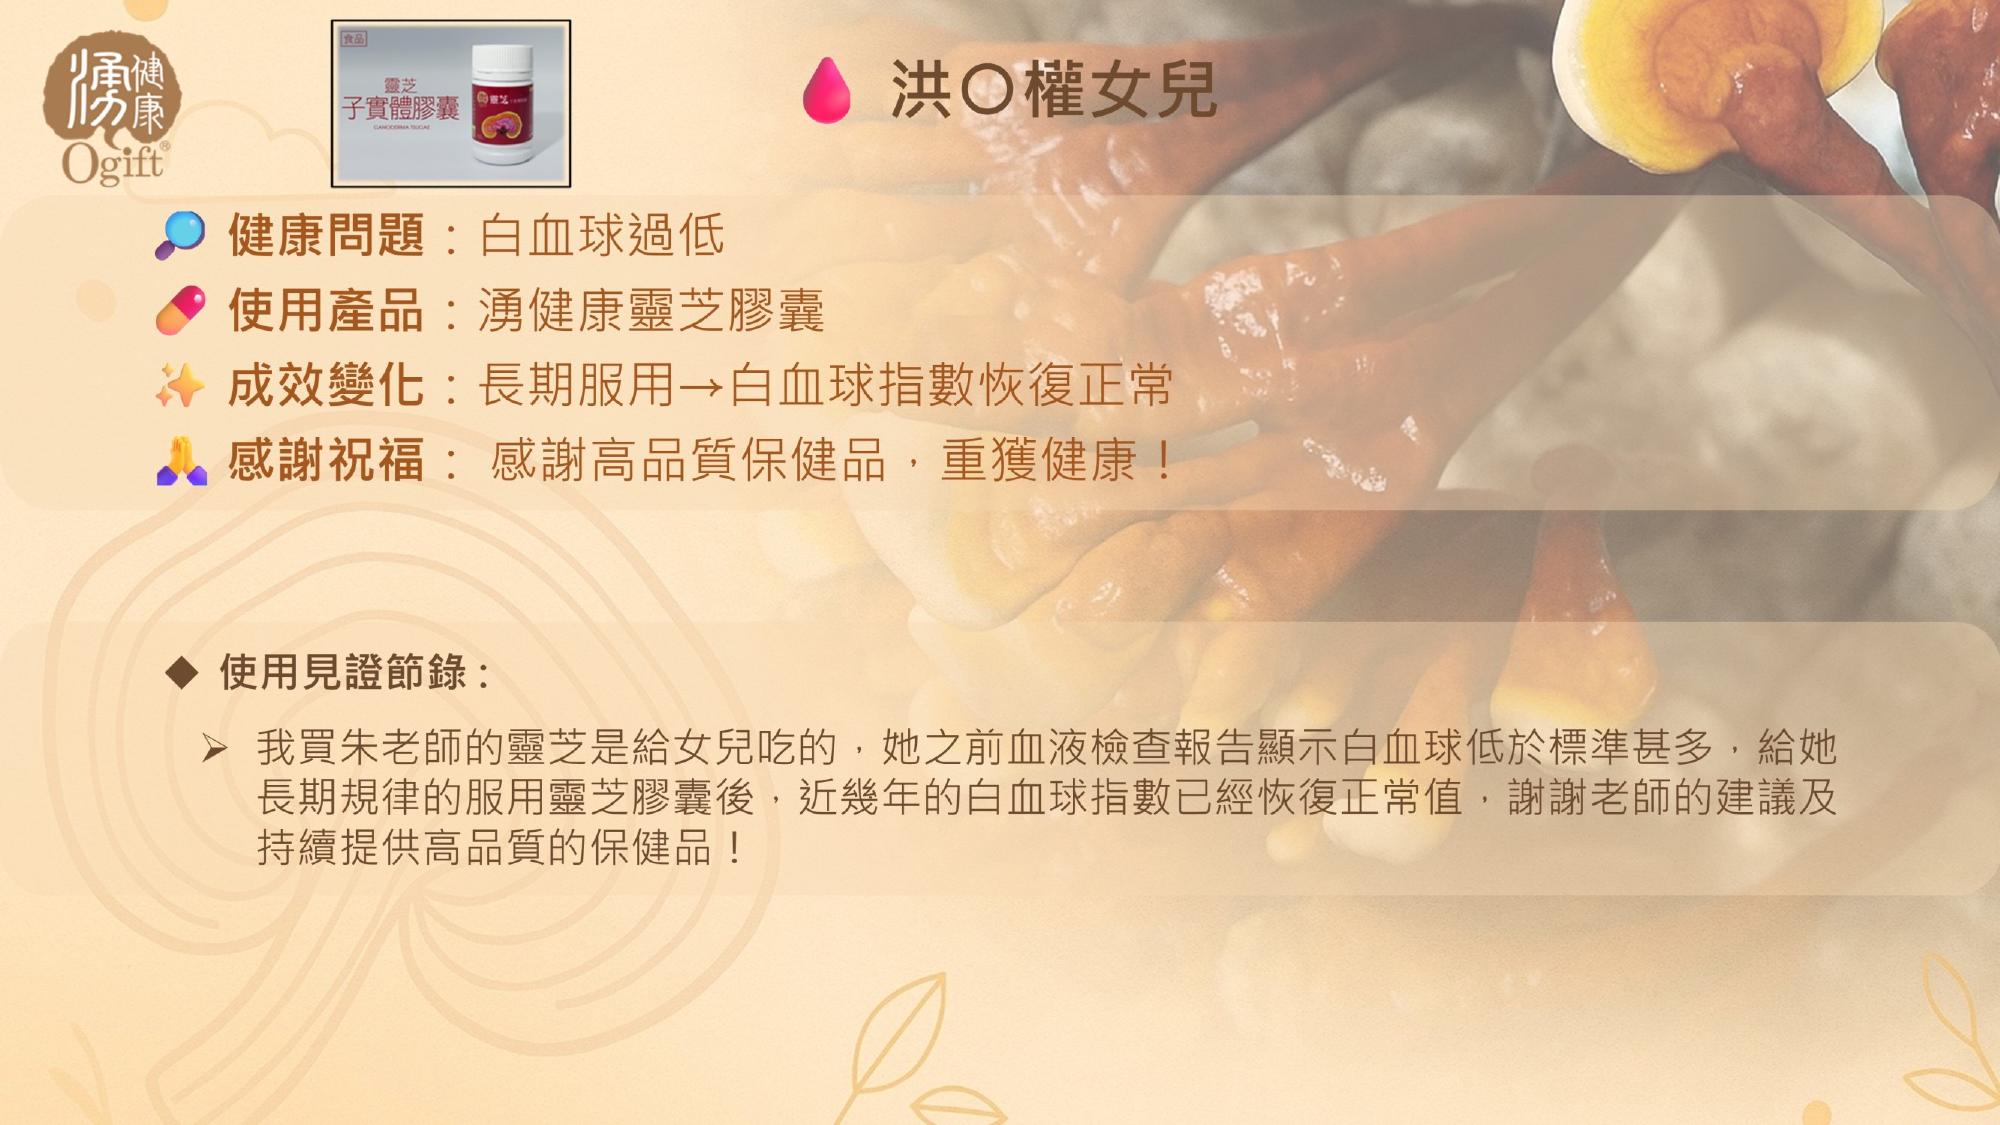 湧健康
Ogift®
食品
靈芝
子實體膠囊
GANODERMA TSUGAE
靈芝
洪〇權女兒
健康問題：白血球過低
使用產品：湧健康靈芝膠囊
成效變化：長期服用→白血球指數恢復正常
感謝祝福： 感謝高品質保健品，重獲健康！
◆ 使用見證節錄：
➢ 我買朱老師的靈芝是給女兒吃的，她之前血液檢查報告顯示白血球低於標準甚多，給她
長期規律的服用靈芝膠囊後，近幾年的白血球指數已經恢復正常值，謝謝老師的建議及
持續提供高品質的保健品！